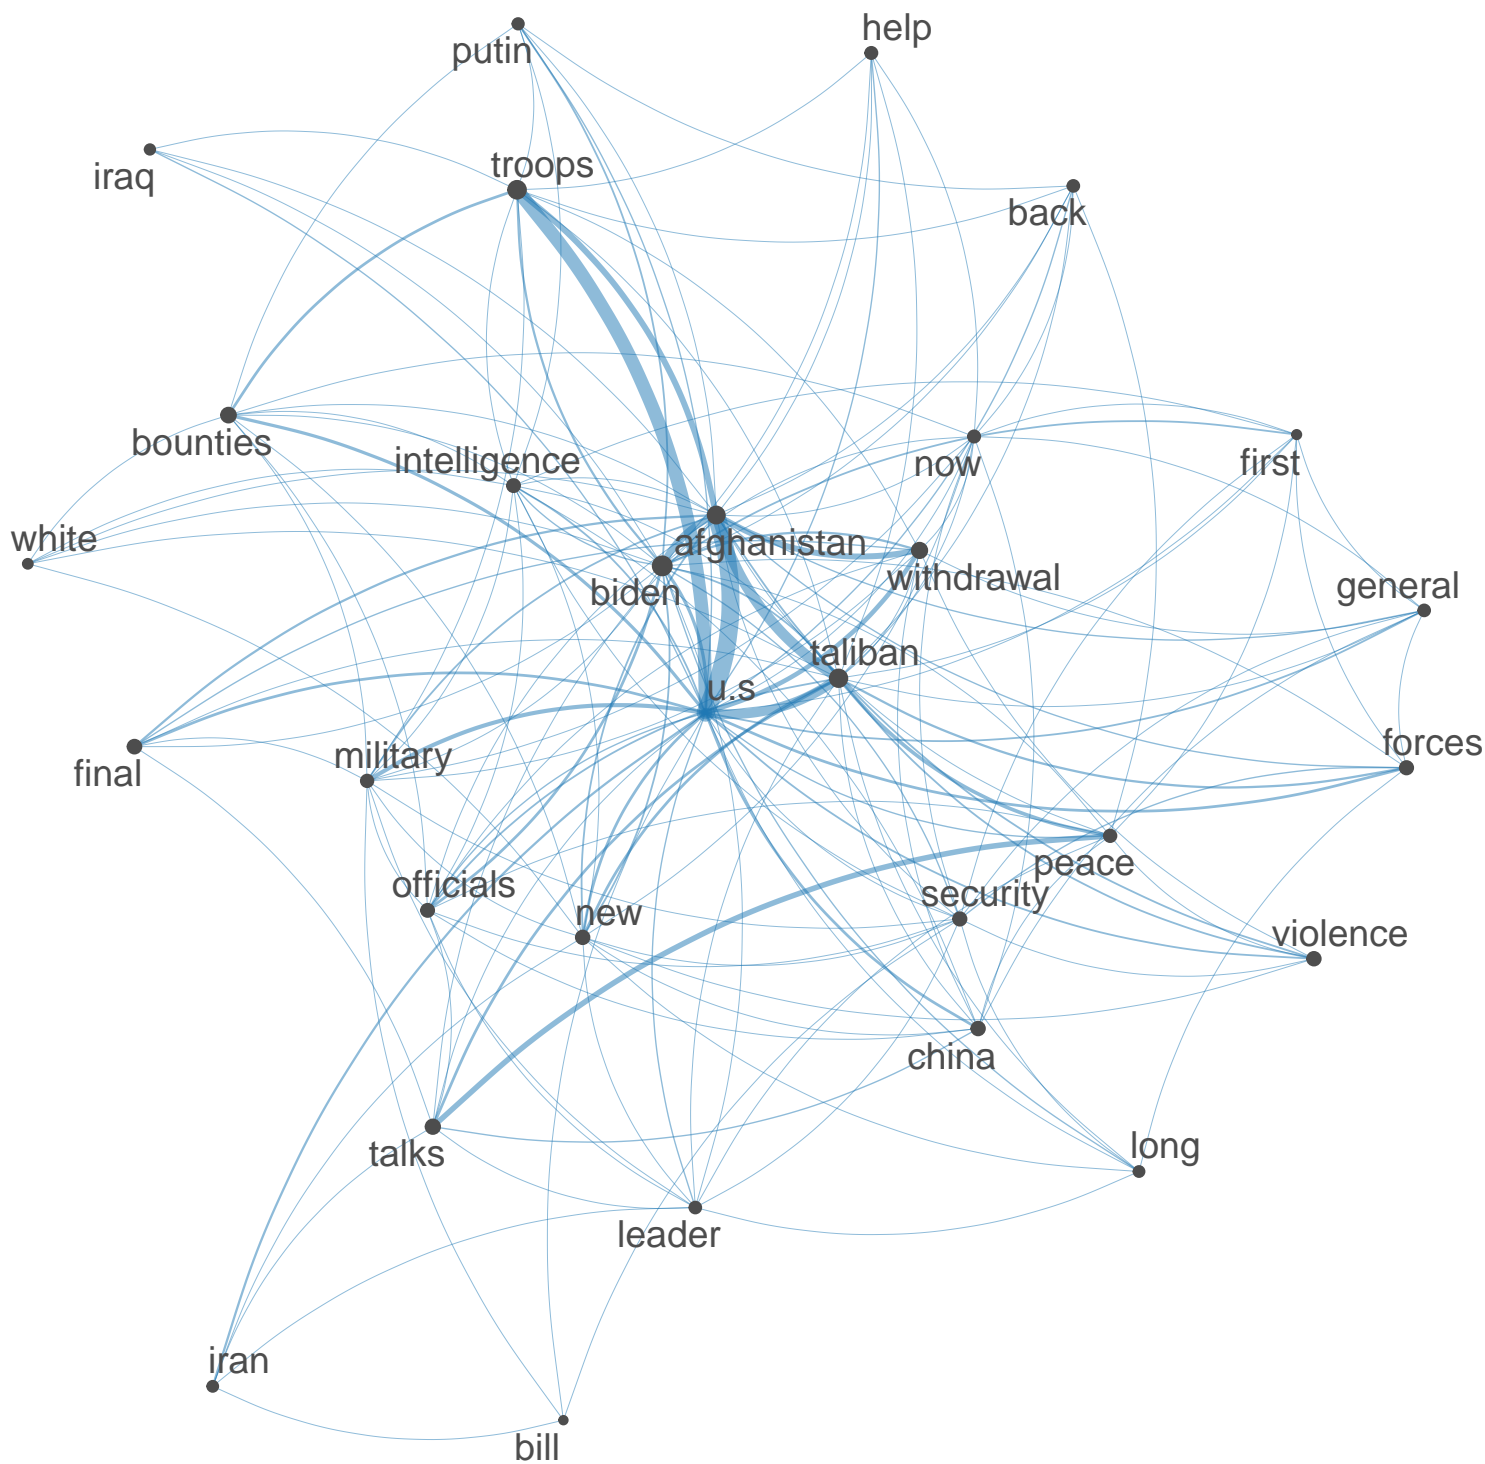 help
putin
troops
iraq
back
bounties
intelligence
now
first
white
afghanistan
withdrawal
biden
general
taliban
u.s
forces
military
final
peace
officials
security
new
violence
china
long
talks
leader
iran
bill